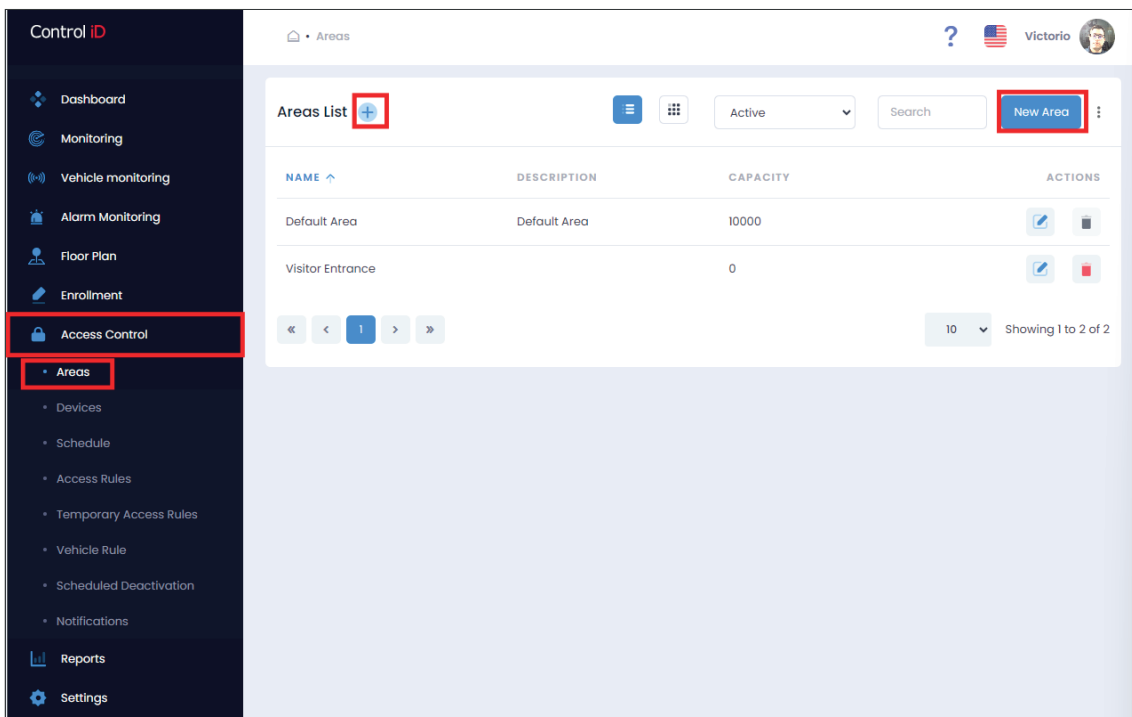 Control iD
Areas
?
Victorio
Dashboard
Monitoring
Vehicle monitoring
Alarm Monitoring
Floor Plan
Enrollment
Access Control
Areas
Devices
Schedule
Access Rules
Temporary Access Rules
Vehicle Rule
Scheduled Deactivation
Notifications
Reports
Settings
Areas List
Active
Search
New Area
NAME DESCRIPTION CAPACITY ACTIONS
Default Area Default Area 10000
Visitor Entrance 0
« < 1 > »
10 Showing 1 to 2 of 2